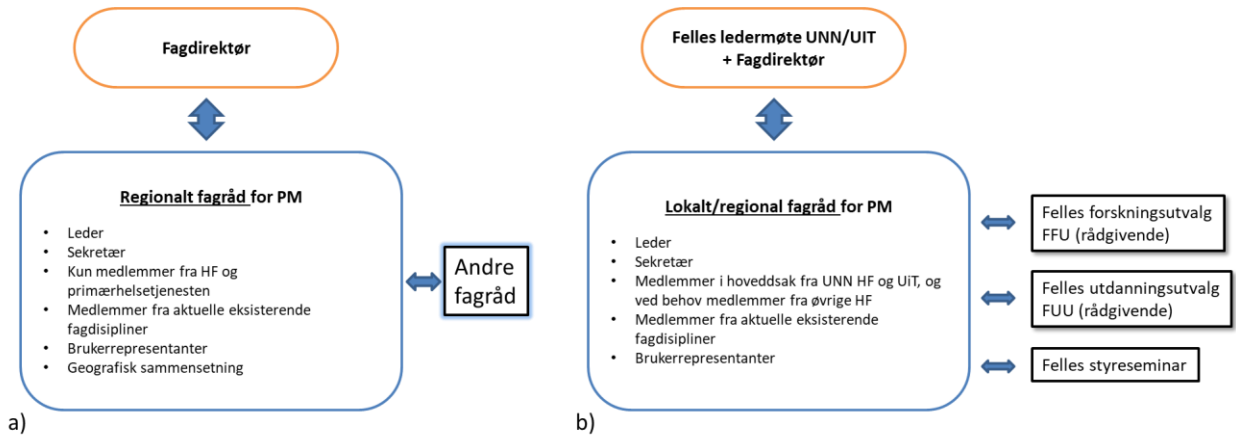 Fagdirektør
Regionalt fagråd for PM
• Leder
• Sekretær
• Kun medlemmer fra HF og
primærhelsetjenesten
• Medlemmer fra aktuelle eksisterende
fagdisipliner
• Brukerrepresentanter
• Geografisk sammensetning
Andre
fagråd
a)
Felles ledermøte UNN/UIT
+ Fagdirektør
Lokalt/regional fagråd for PM
• Leder
• Sekretær
• Medlemmer i hoveddsak fra UNN HF og UiT, og
ved behov medlemmer fra øvrige HF
• Medlemmer fra aktuelle eksisterende
fagdisipliner
• Brukerrepresentanter
Felles forskningsutvalg
FFU (rådgivende)
Felles utdanningsutvalg
FUU (rådgivende)
Felles styreseminar
b)